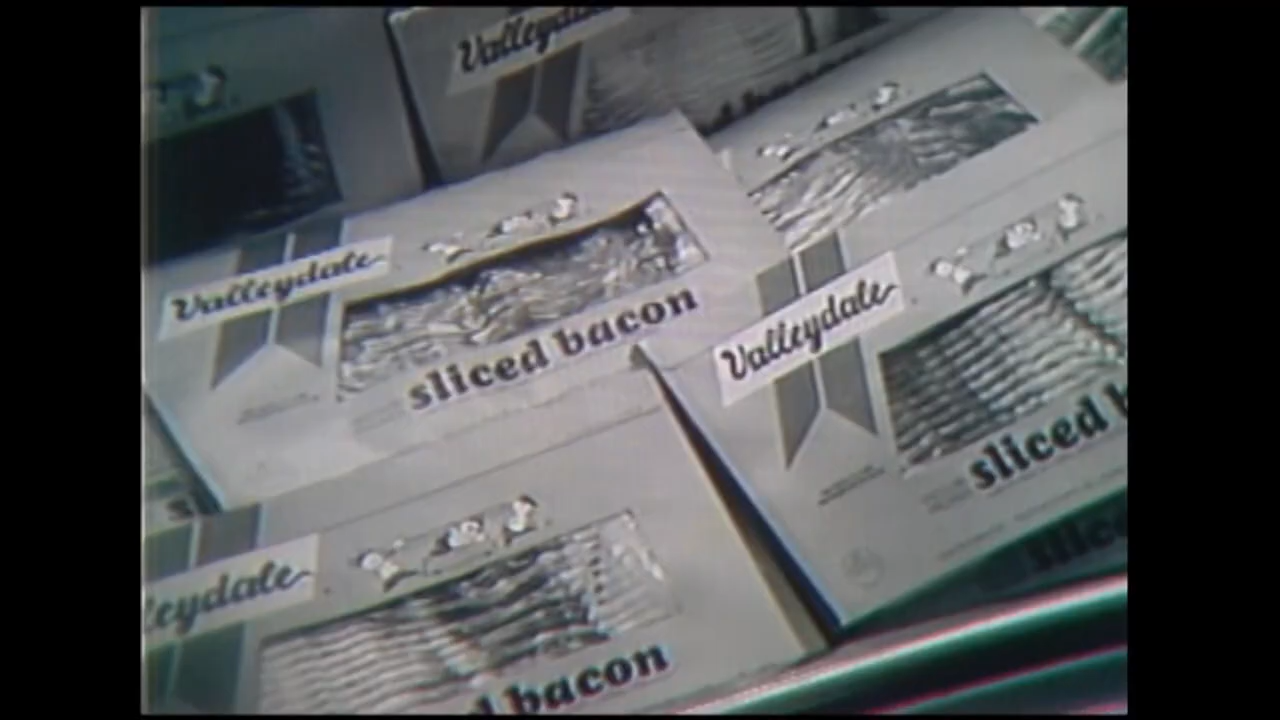 Valleydale
Valleydale
sliced bacon
Valleydale
sliced
leydale
bacon